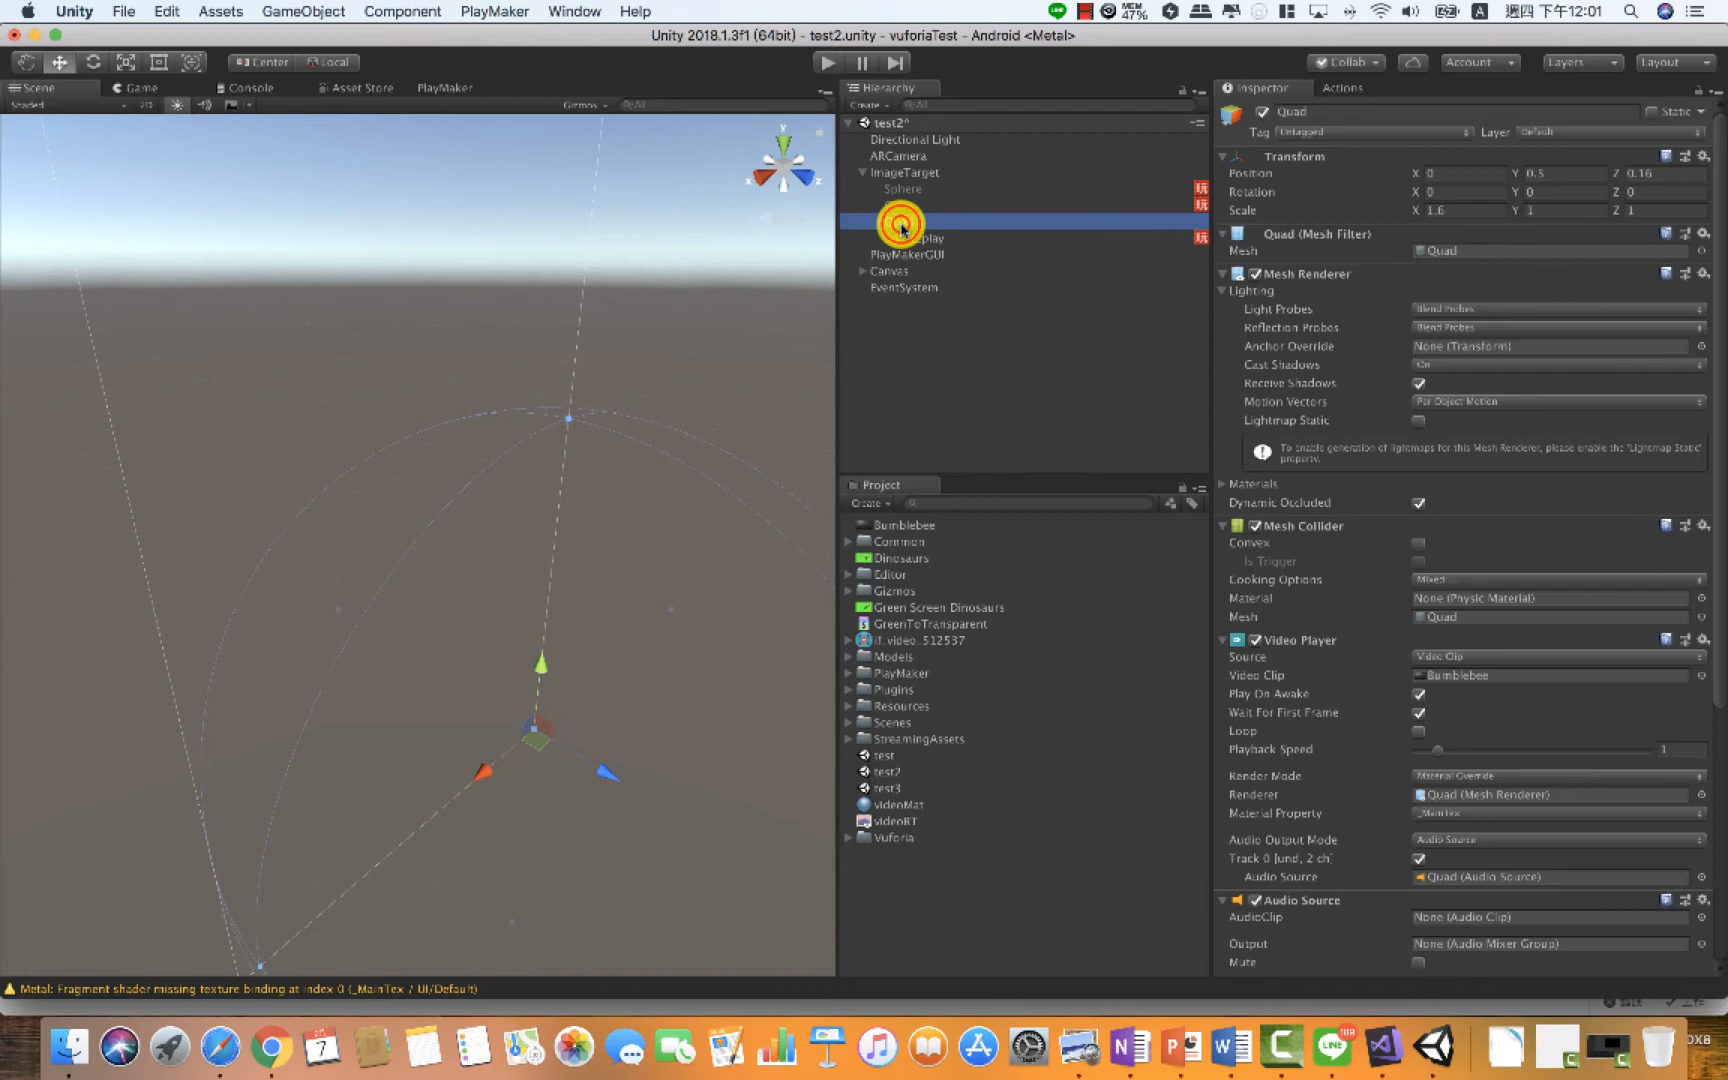 Unity File Edit Assets GameObject Component PlayMaker Window Help MEM 47% A 週四 下午12:01
Unity 2018.1.3f1 (64bit) - test2.unity - vuforiaTest - Android <Metal>
Center Local Collab Account Layers Layout
Scene Game Console Asset Store PlayMaker
Shaded 2D Gizmos All
y x z
Hierarchy
Create All
test2*
Directional Light
ARCamera
ImageTarget
Sphere 玩
玩
play 玩
PlayMakerGUI
Canvas
EventSystem
Project
Create
Bumblebee
Common
Dinosaurs
Editor
Gizmos
Green Screen Dinosaurs
GreenToTransparent
if_video_512537
Models
PlayMaker
Plugins
Resources
Scenes
StreamingAssets
test
test2
test3
videoMat
videoRT
Vuforia
Inspector Actions
Quad Static
Tag Untagged Layer Default
Transform
Position X 0 Y 0.5 Z 0.16
Rotation X 0 Y 0 Z 0
Scale X 1.6 Y 1 Z 1
Quad (Mesh Filter)
Mesh Quad
Mesh Renderer
Lighting
Light Probes Blend Probes
Reflection Probes Blend Probes
Anchor Override None (Transform)
Cast Shadows On
Receive Shadows
Motion Vectors Per Object Motion
Lightmap Static
To enable generation of lightmaps for this Mesh Renderer, please enable the 'Lightmap Static'
property.
Materials
Dynamic Occluded
Mesh Collider
Convex
Is Trigger
Cooking Options Mixed ...
Material None (Physic Material)
Mesh Quad
Video Player
Source Video Clip
Video Clip Bumblebee
Play On Awake
Wait For First Frame
Loop
Playback Speed 1
Render Mode Material Override
Renderer Quad (Mesh Renderer)
Material Property _MainTex
Audio Output Mode Audio Source
Track 0 [und, 2 ch]
Audio Source Quad (Audio Source)
Audio Source
AudioClip None (Audio Clip)
Output None (Audio Mixer Group)
Mute
Metal: Fragment shader missing texture binding at index 0 (_MainTex / UI/Default)
7 N P W C LINE